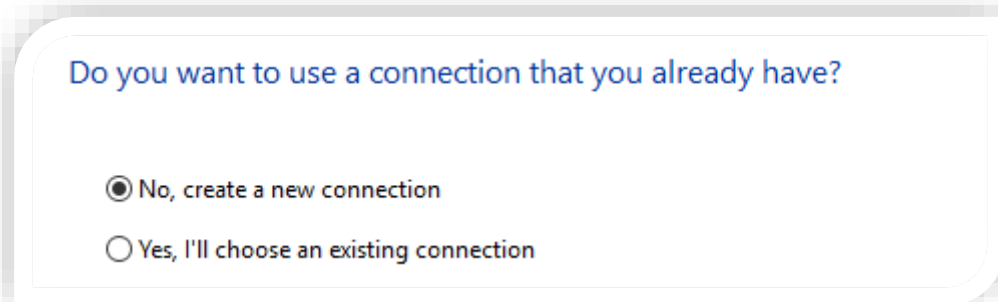 Do you want to use a connection that you already have?
No, create a new connection
Yes, I'll choose an existing connection